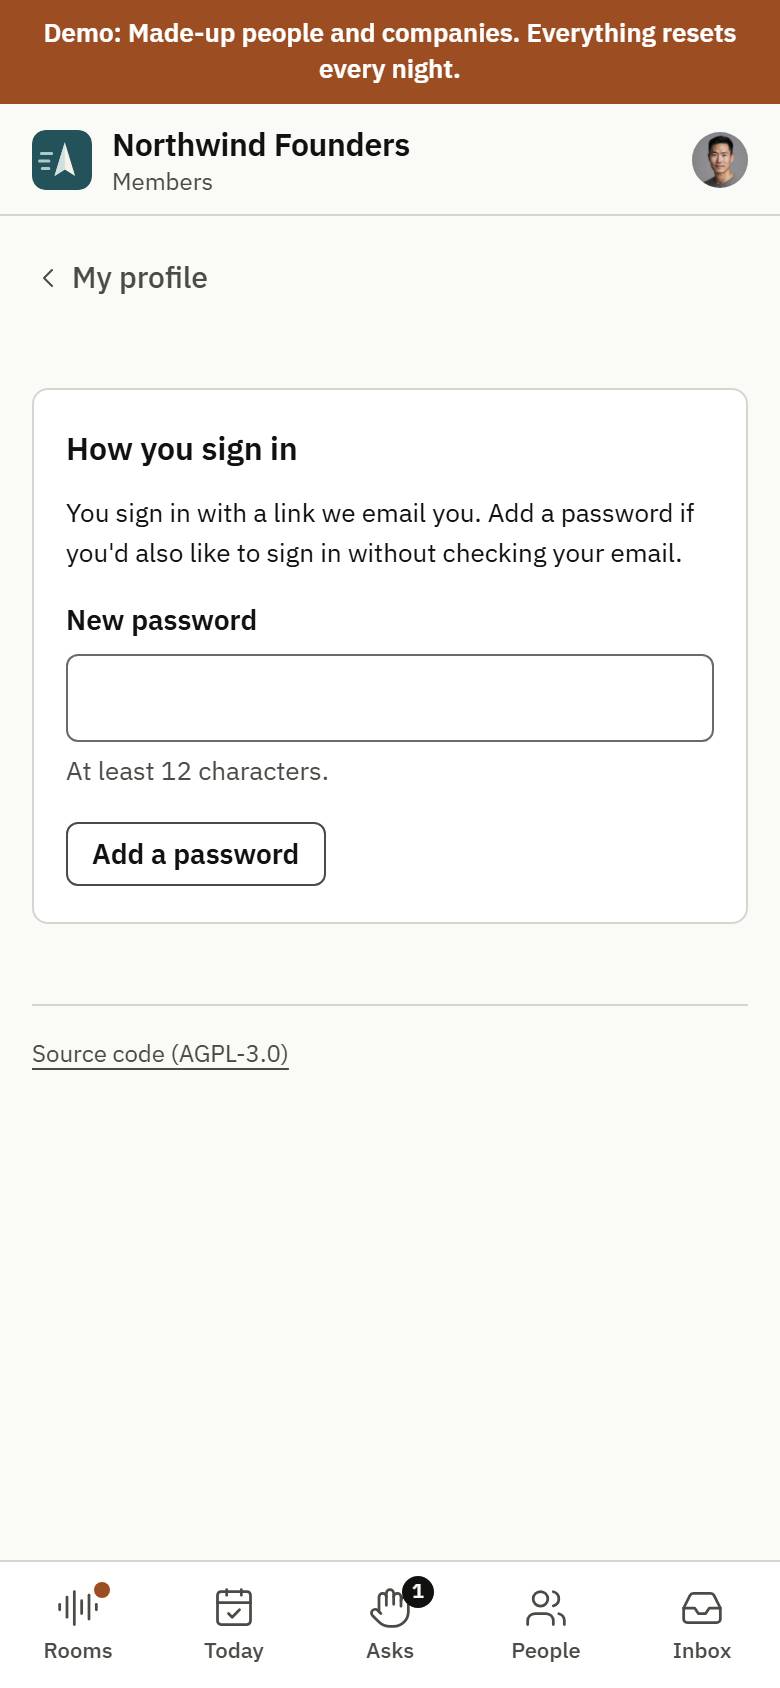 Demo: Made-up people and companies. Everything resets
every night.
Northwind Founders
Members
My profile
How you sign in
You sign in with a link we email you. Add a password if
you'd also like to sign in without checking your email.
New password
At least 12 characters.
Add a password
Source code (AGPL-3.0)
1
Rooms
Today
Asks
People
Inbox